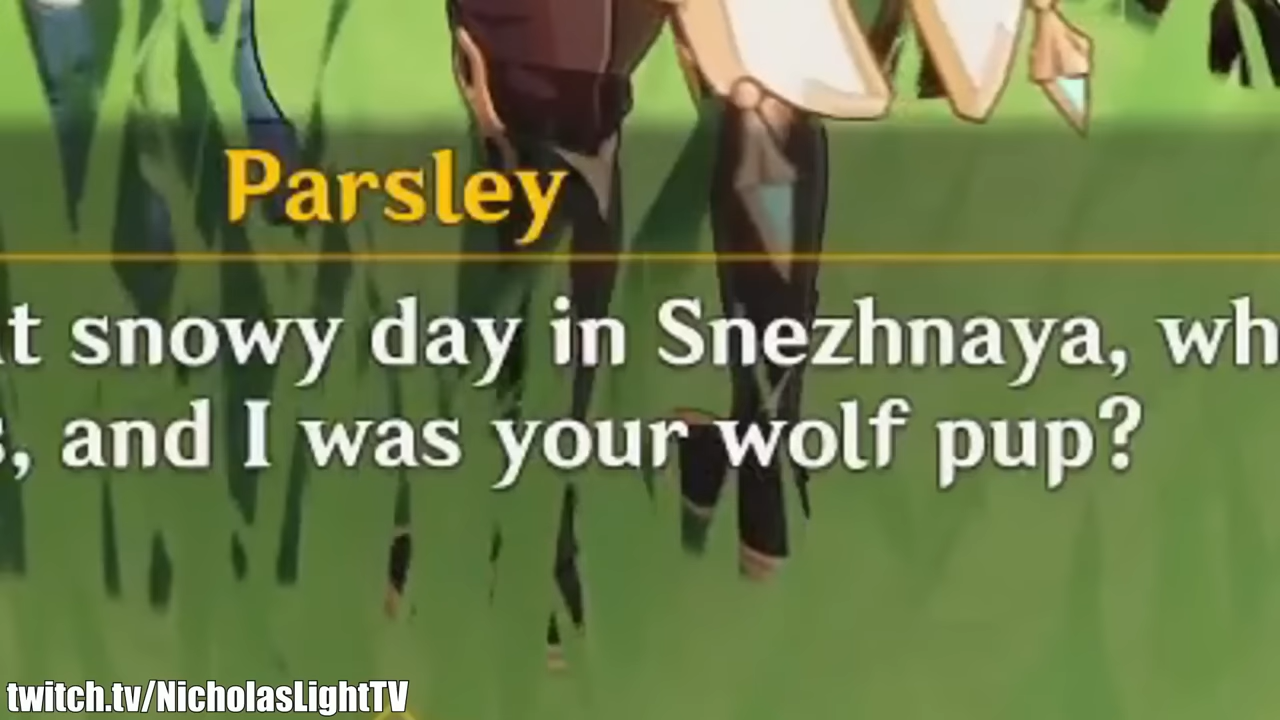 Parsley
t snowy day in Snezhnaya, wh
, and I was your wolf pup?
twitch.tv/NicholasLightTV